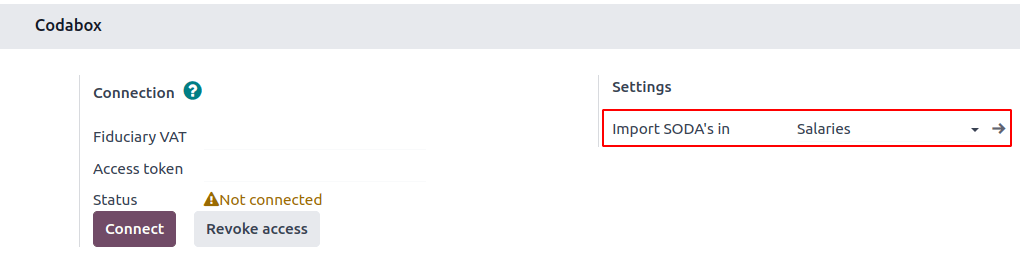 Codabox
Connection ?
Fiduciary VAT
Access token
Status Not connected
Connect Revoke access
Settings
Import SODA's in Salaries